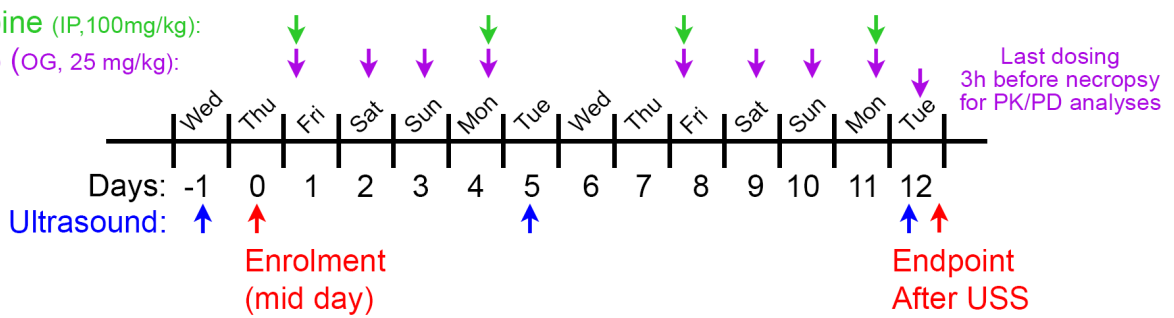 pine (IP,100mg/kg):
(OG, 25 mg/kg):
Last dosing
3h before necropsy
for PK/PD analyses
Wed Thu Fri Sat Sun Mon Tue Wed Thu Fri Sat Sun Mon Tue
Days: -1 0 1 2 3 4 5 6 7 8 9 10 11 12
Ultrasound:
Enrolment
(mid day)
Endpoint
After USS